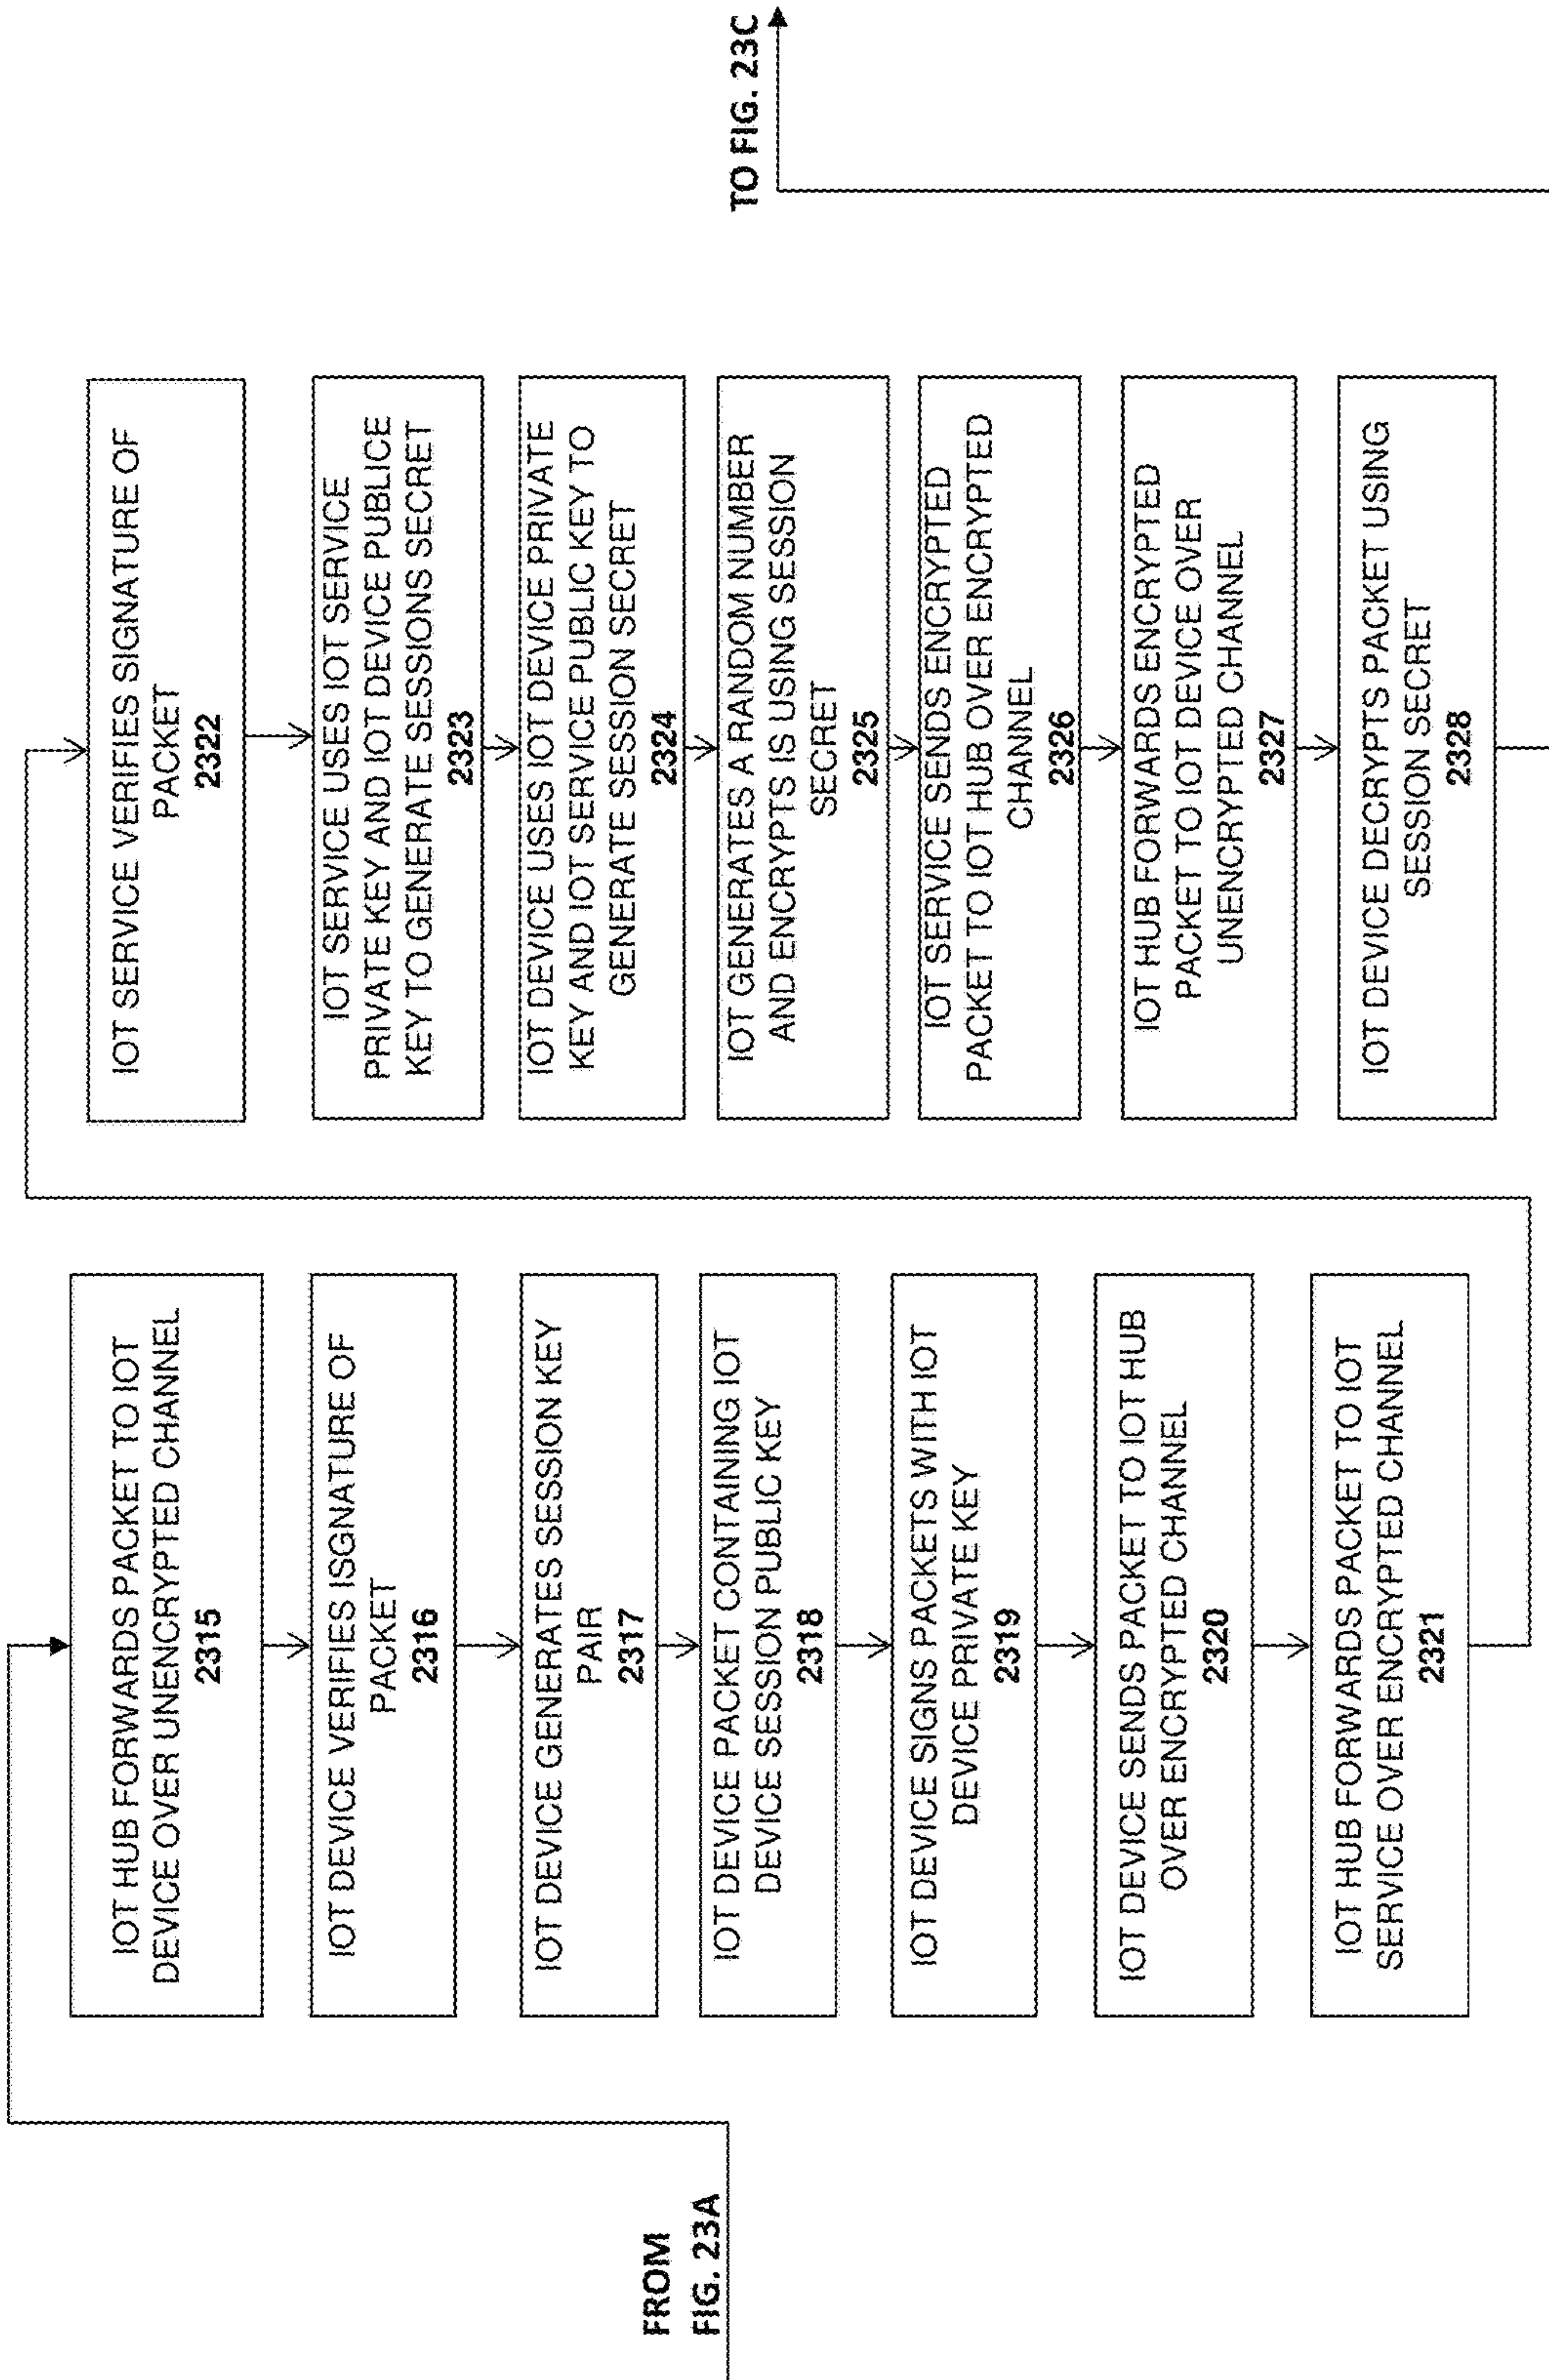 FROM
FIG. 23A
IOT HUB FORWARDS PACKET TO IOT
DEVICE OVER UNENCRYPTED CHANNEL
2315
IOT DEVICE VERIFIES ISGNATURE OF
PACKET
2316
IOT DEVICE GENERATES SESSION KEY
PAIR
2317
IOT DEVICE PACKET CONTAINING IOT
DEVICE SESSION PUBLIC KEY
2318
IOT DEVICE SIGNS PACKETS WITH IOT
DEVICE PRIVATE KEY
2319
IOT DEVICE SENDS PACKET TO IOT HUB
OVER ENCRYPTED CHANNEL
2320
IOT HUB FORWARDS PACKET TO IOT
SERVICE OVER ENCRYPTED CHANNEL
2321
IOT SERVICE VERIFIES SIGNATURE OF
PACKET
2322
IOT SERVICE USES IOT SERVICE
PRIVATE KEY AND IOT DEVICE PUBLICE
KEY TO GENERATE SESSIONS SECRET
2323
IOT DEVICE USES IOT DEVICE PRIVATE
KEY AND IOT SERVICE PUBLIC KEY TO
GENERATE SESSION SECRET
2324
IOT GENERATES A RANDOM NUMBER
AND ENCRYPTS IS USING SESSION
SECRET
2325
IOT SERVICE SENDS ENCRYPTED
PACKET TO IOT HUB OVER ENCRYPTED
CHANNEL
2326
IOT HUB FORWARDS ENCRYPTED
PACKET TO IOT DEVICE OVER
UNENCRYPTED CHANNEL
2327
IOT DEVICE DECRYPTS PACKET USING
SESSION SECRET
2328
TO FIG. 23C